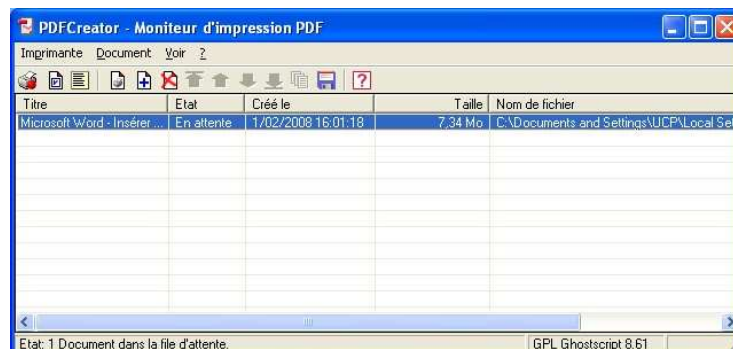 PDFCreator - Moniteur d'impression PDF
Imprimante Document Voir ?
Titre Etat Créé le Taille Nom de fichier
Microsoft Word - Insérer ... En attente 1/02/2008 16:01:18 7,34 Mo C:\Documents and Settings\UCP\Local Se
Etat: 1 Document dans la file d'attente. GPL Ghostscript 8.61